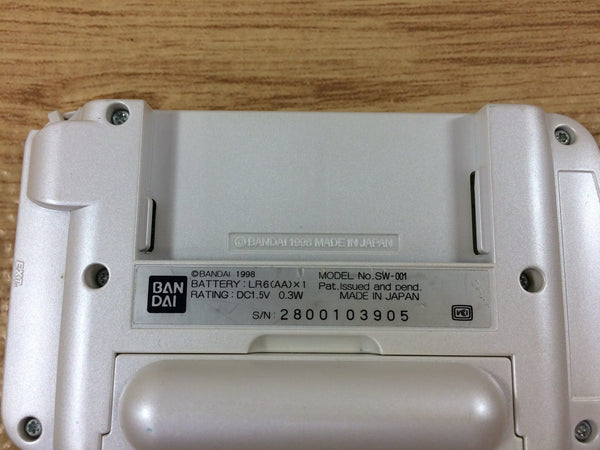 ©BANDAI 1998 MADE IN JAPAN
EXT.
BAN
DAI
©BANDAI 1998
MODEL No.SW-001
BATTERY : LR6(AA)×1
Pat.Issued and pend.
RATING : DC1.5V 0.3W
MADE IN JAPAN
S/N: 2800103905